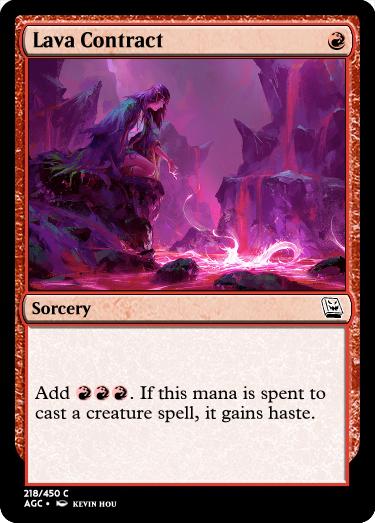 Lava Contract
Sorcery
Add . If this mana is spent to
cast a creature spell, it gains haste.
218/450 C
AGC • KEVIN HOU